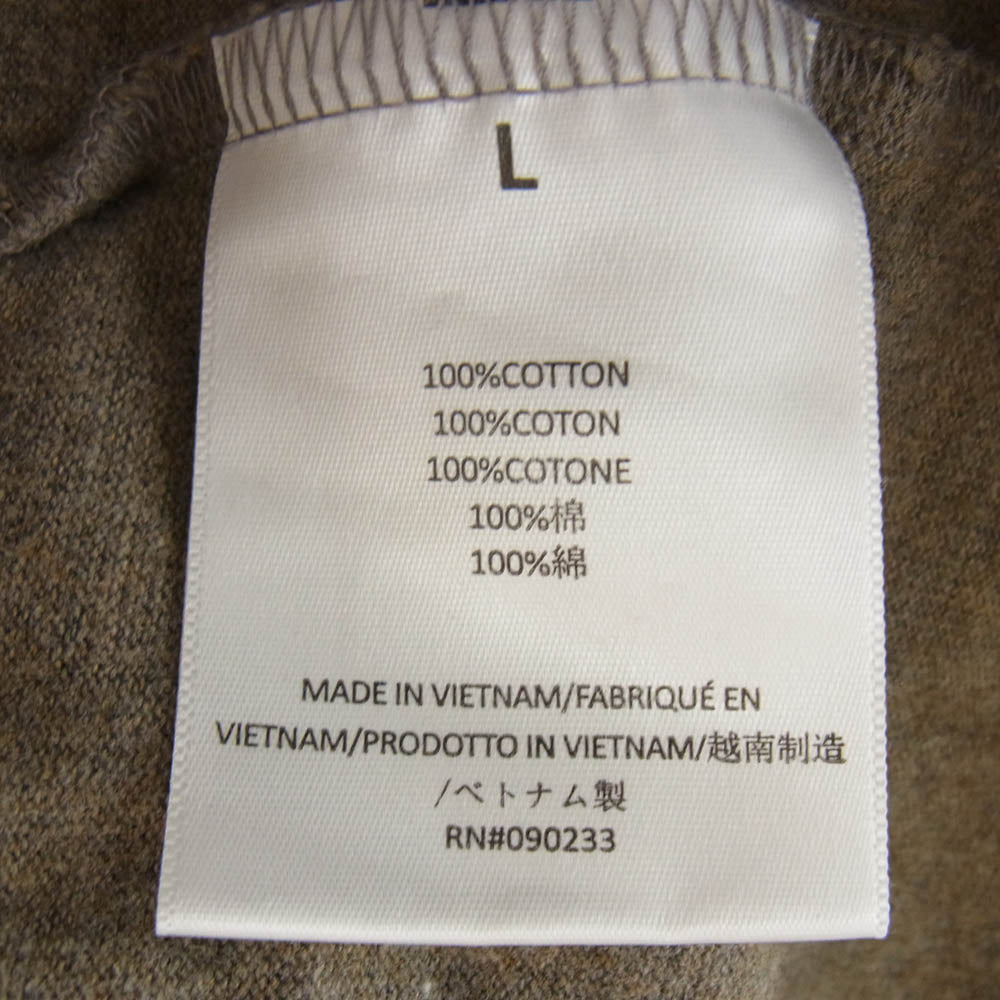 L
100%COTTON
100%COTON
100%COTONE
100%棉
100%綿
MADE IN VIETNAM/FABRIQUÉ EN
VIETNAM/PRODOTTO IN VIETNAM/越南制造
/ベトナム製
RN#090233